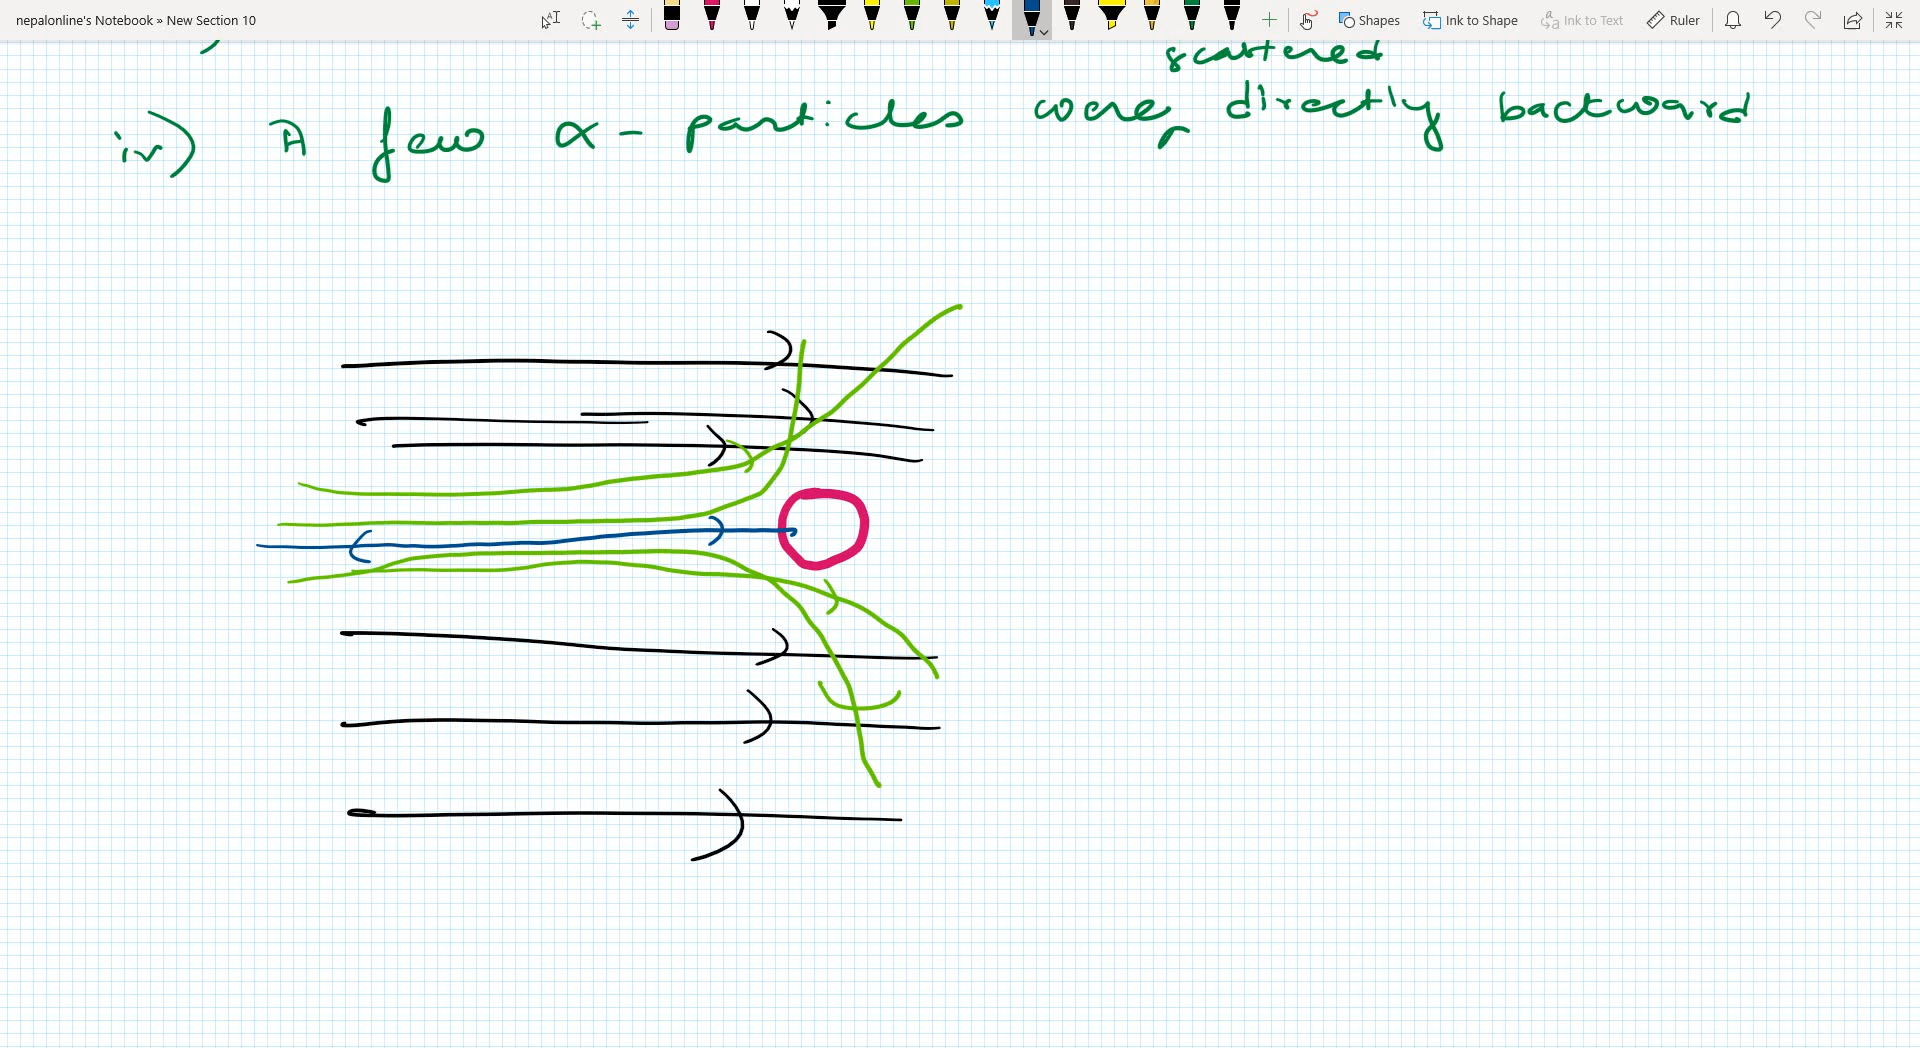 nepalonline's Notebook » New Section 10
Shapes
Ink to Shape
Ink to Text
Ruler
scattered
iv) A few α - particles were directly backward